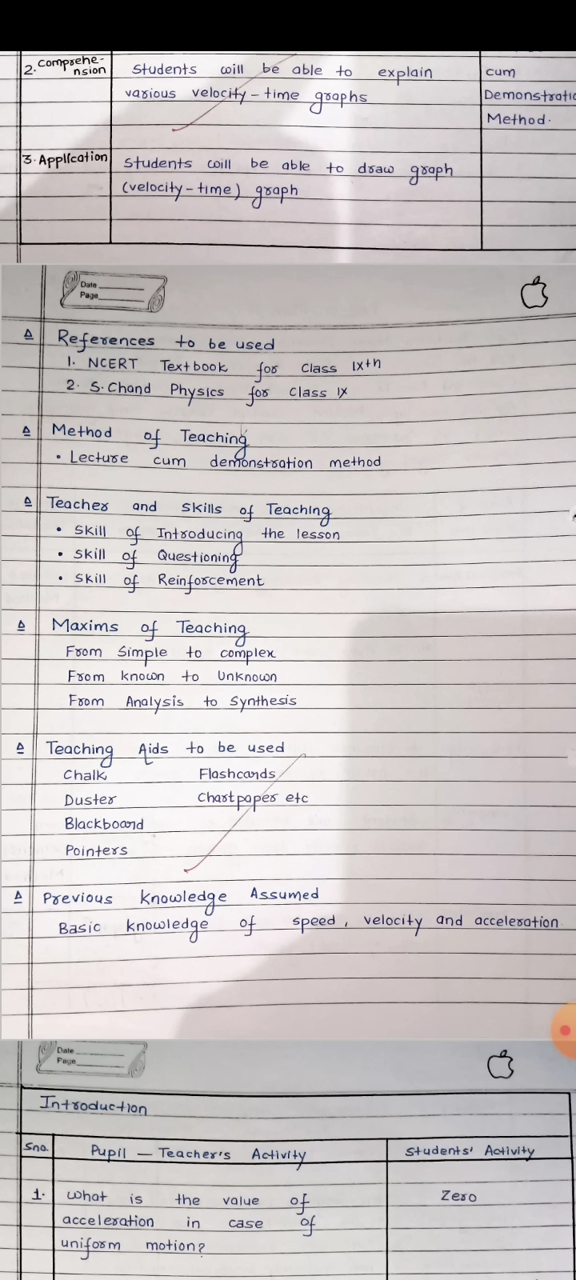 2. Comprehe-
nsion
Students will be able to explain
various velocity-time graphs
cum
Demonstratio
Method.
3. Application
Students will be able to draw graph
(velocity-time) graph
Date
Page
Δ References to be used
1. NCERT Textbook for Class IXth
2. S. Chand Physics for Class IX
Δ Method of Teaching
• Lecture cum demonstration method
Δ Teacher and Skills of Teaching
• Skill of Introducing the lesson
• Skill of Questioning
• Skill of Reinforcement
Δ Maxims of Teaching
From Simple to complex
From known to Unknown
From Analysis to Synthesis
Δ Teaching Aids to be used
Chalk Flashcards
Duster Chartpaper etc
Blackboard
Pointers
Δ Previous knowledge Assumed
Basic knowledge of speed, velocity and acceleration
Date
Page
Introduction
Sno. Pupil — Teacher's Activity Students' Activity
1. What is the value of Zero
acceleration in case of
uniform motion?